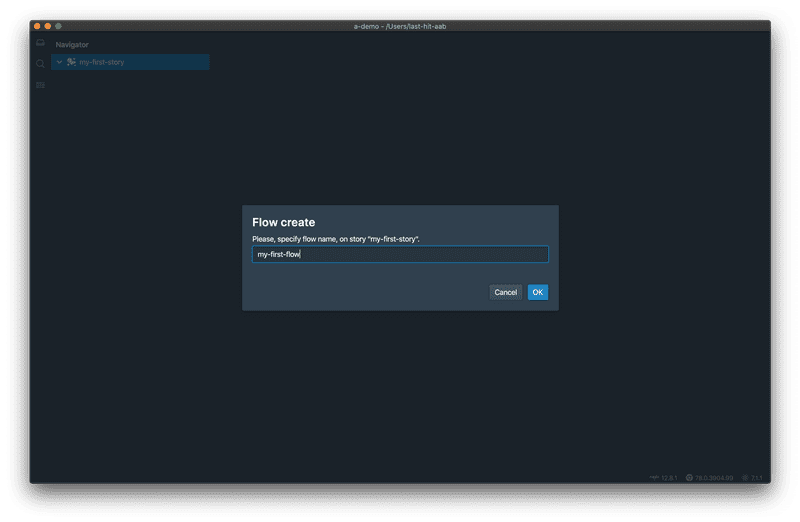 a-demo - /Users/last-hit-aab
Navigator
my-first-story
Flow create
Please, specify flow name, on story "my-first-story".
my-first-flow
Cancel
OK
12.8.1
78.0.3904.99
7.1.1